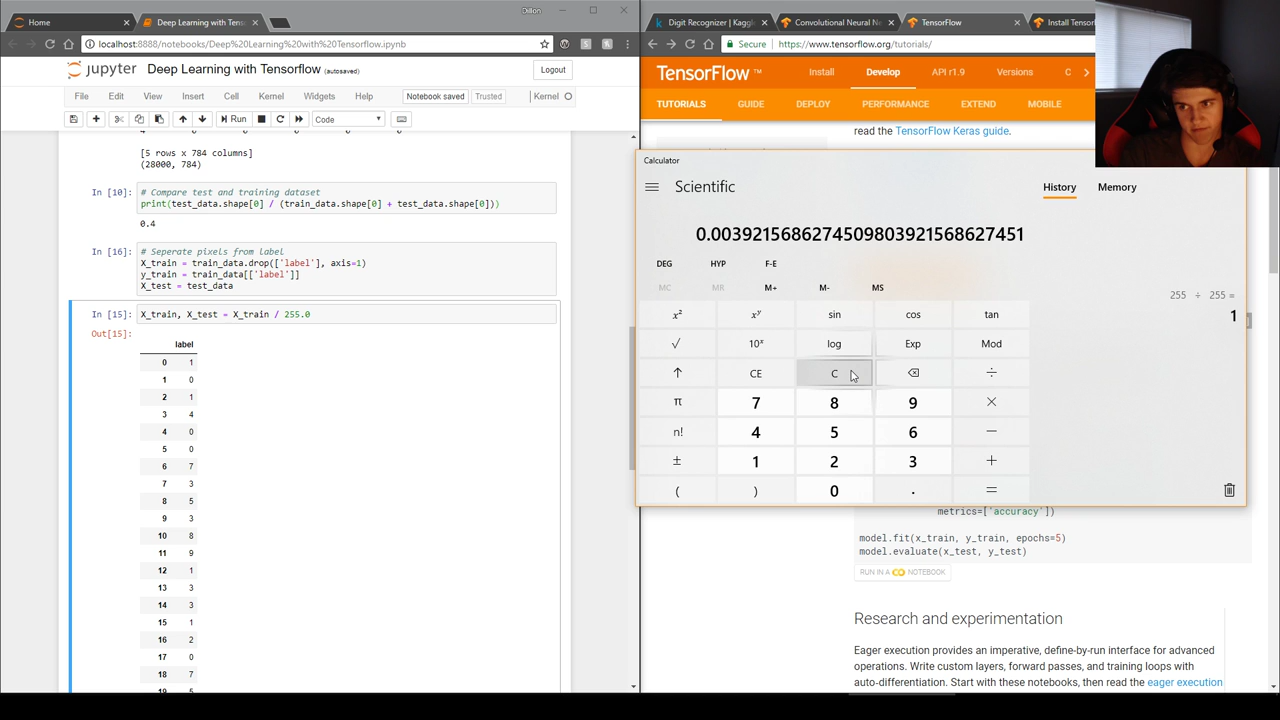 Home
Deep Learning with Tens
Dillon
localhost:8888/notebooks/Deep%20Learning%20with%20Tensorflow.ipynb
jupyter
Deep Learning with Tensorflow (autosaved)
Logout
File Edit View Insert Cell Kernel Widgets Help
Notebook saved
Trusted
Kernel
Run
Code
4 0 0 0 0 0
[5 rows x 784 columns]
(28000, 784)
In [10]:
# Compare test and training dataset
print(test_data.shape[0] / (train_data.shape[0] + test_data.shape[0]))
0.4
In [16]:
# Seperate pixels from label
X_train = train_data.drop(['label'], axis=1)
y_train = train_data[['label']]
X_test = test_data
In [15]:
X_train, X_test = X_train / 255.0
Out[15]:
label
0 1
1 0
2 1
3 4
4 0
5 0
6 7
7 3
8 5
9 3
10 8
11 9
12 1
13 3
14 3
15 1
16 2
17 0
18 7
19 5
Digit Recognizer | Kaggl
Convolutional Neural Ne
TensorFlow
Install Tensor
Secure
https://www.tensorflow.org/tutorials/
TensorFlow™
Install Develop API r1.9 Versions C
TUTORIALS GUIDE DEPLOY PERFORMANCE EXTEND MOBILE
read the TensorFlow Keras guide.
Calculator
Scientific
History Memory
0.0039215686274509803921568627451
DEG HYP F-E
MC MR M+ M- MS
255 ÷ 255 =
1
x² xʸ sin cos tan
√ 10ˣ log Exp Mod
↑ CE C ⌫ ÷
π 7 8 9 ×
n! 4 5 6 −
± 1 2 3 +
( ) 0 . =
metrics=['accuracy'])
model.fit(x_train, y_train, epochs=5)
model.evaluate(x_test, y_test)
RUN IN A CO NOTEBOOK
Research and experimentation
Eager execution provides an imperative, define-by-run interface for advanced
operations. Write custom layers, forward passes, and training loops with
auto-differentiation. Start with these notebooks, then read the eager execution